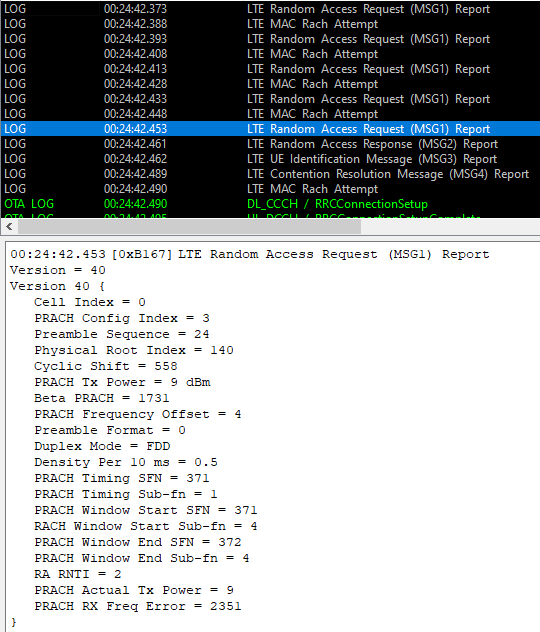 LOG 00:24:42.373 LTE Random Access Request (MSG1) Report
LOG 00:24:42.388 LTE MAC Rach Attempt
LOG 00:24:42.393 LTE Random Access Request (MSG1) Report
LOG 00:24:42.408 LTE MAC Rach Attempt
LOG 00:24:42.413 LTE Random Access Request (MSG1) Report
LOG 00:24:42.428 LTE MAC Rach Attempt
LOG 00:24:42.433 LTE Random Access Request (MSG1) Report
LOG 00:24:42.448 LTE MAC Rach Attempt
LOG 00:24:42.453 LTE Random Access Request (MSG1) Report
LOG 00:24:42.461 LTE Random Access Response (MSG2) Report
LOG 00:24:42.462 LTE UE Identification Message (MSG3) Report
LOG 00:24:42.489 LTE Contention Resolution Message (MSG4) Report
LOG 00:24:42.490 LTE MAC Rach Attempt
OTA LOG 00:24:42.490 DL_CCCH / RRCConnectionSetup
OTA LOG 00:24:42.495 UL_DCCH / RRCConnectionSetupComplete
00:24:42.453 [0xB167] LTE Random Access Request (MSG1) Report
Version = 40
Version 40 {
Cell Index = 0
PRACH Config Index = 3
Preamble Sequence = 24
Physical Root Index = 140
Cyclic Shift = 558
PRACH Tx Power = 9 dBm
Beta PRACH = 1731
PRACH Frequency Offset = 4
Preamble Format = 0
Duplex Mode = FDD
Density Per 10 ms = 0.5
PRACH Timing SFN = 371
PRACH Timing Sub-fn = 1
PRACH Window Start SFN = 371
RACH Window Start Sub-fn = 4
PRACH Window End SFN = 372
PRACH Window End Sub-fn = 4
RA RNTI = 2
PRACH Actual Tx Power = 9
PRACH RX Freq Error = 2351
}